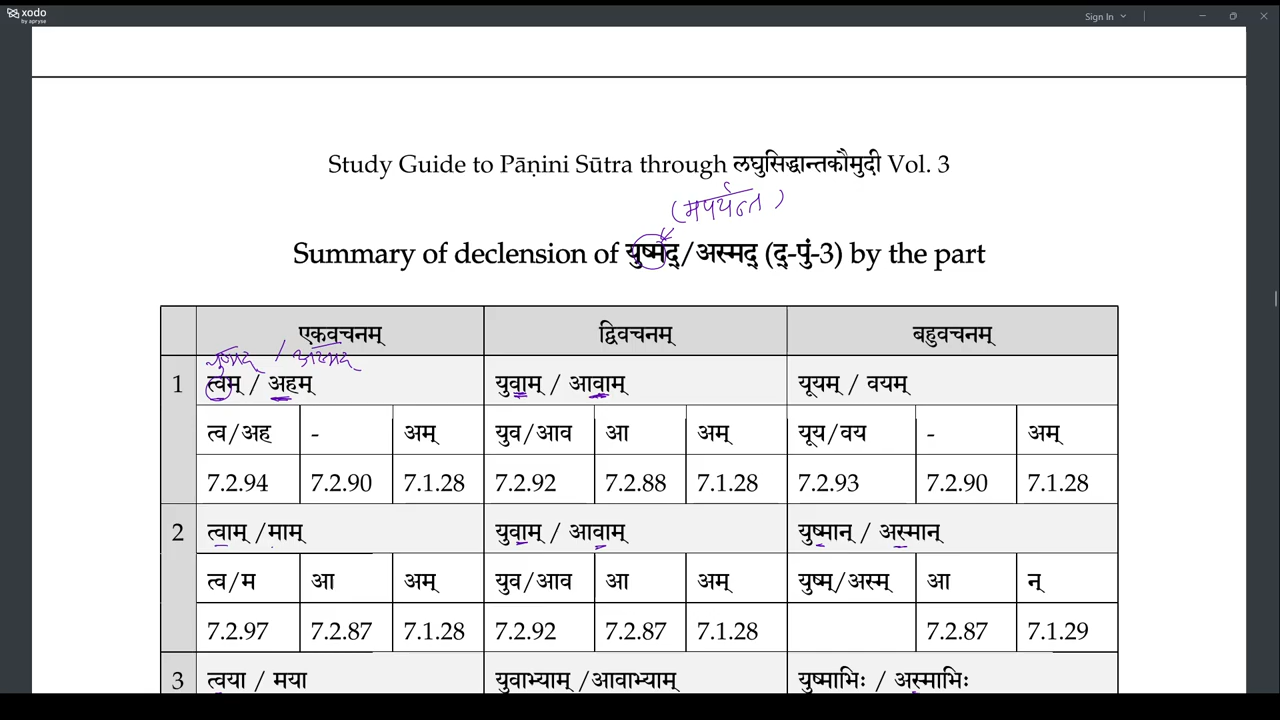 xodo
by apryse
Sign In
Study Guide to Pāṇini Sūtra through लघुसिद्धान्तकौमुदी Vol. 3
(मपर्यन्त)
Summary of declension of युष्मद्/अस्मद् (द्-पुं-3) by the part
एकवचनम् द्विवचनम् बहुवचनम्
युष्मद् / अस्मद्
1 त्वम् / अहम् युवाम् / आवाम् यूयम् / वयम्
त्व/अह - अम् युव/आव आ अम् यूय/वय - अम्
7.2.94 7.2.90 7.1.28 7.2.92 7.2.88 7.1.28 7.2.93 7.2.90 7.1.28
2 त्वाम् /माम् युवाम् / आवाम् युष्मान् / अस्मान्
त्व/म आ अम् युव/आव आ अम् युष्म्/अस्म् आ न्
7.2.97 7.2.87 7.1.28 7.2.92 7.2.87 7.1.28 7.2.87 7.1.29
3 त्वया / मया युवाभ्याम् /आवाभ्याम् युष्माभिः / अस्माभिः